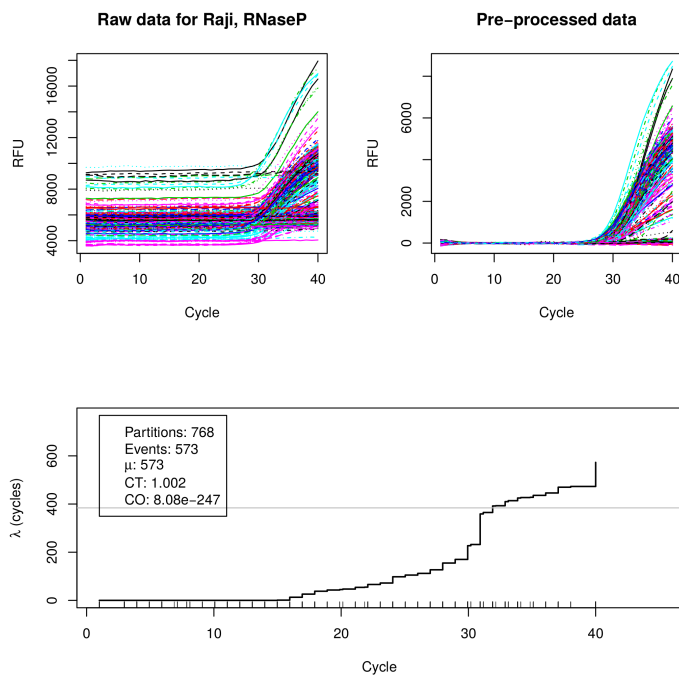 Raw data for Raji, RNaseP
Pre−processed data
RFU
4000
8000
12000
16000
0
10
20
30
40
Cycle
RFU
0
2000
6000
0
10
20
30
40
Cycle
Partitions: 768
Events: 573
μ: 573
CT: 1.002
CO: 8.08e−247
λ (cycles)
0
200
400
600
0
10
20
30
40
Cycle